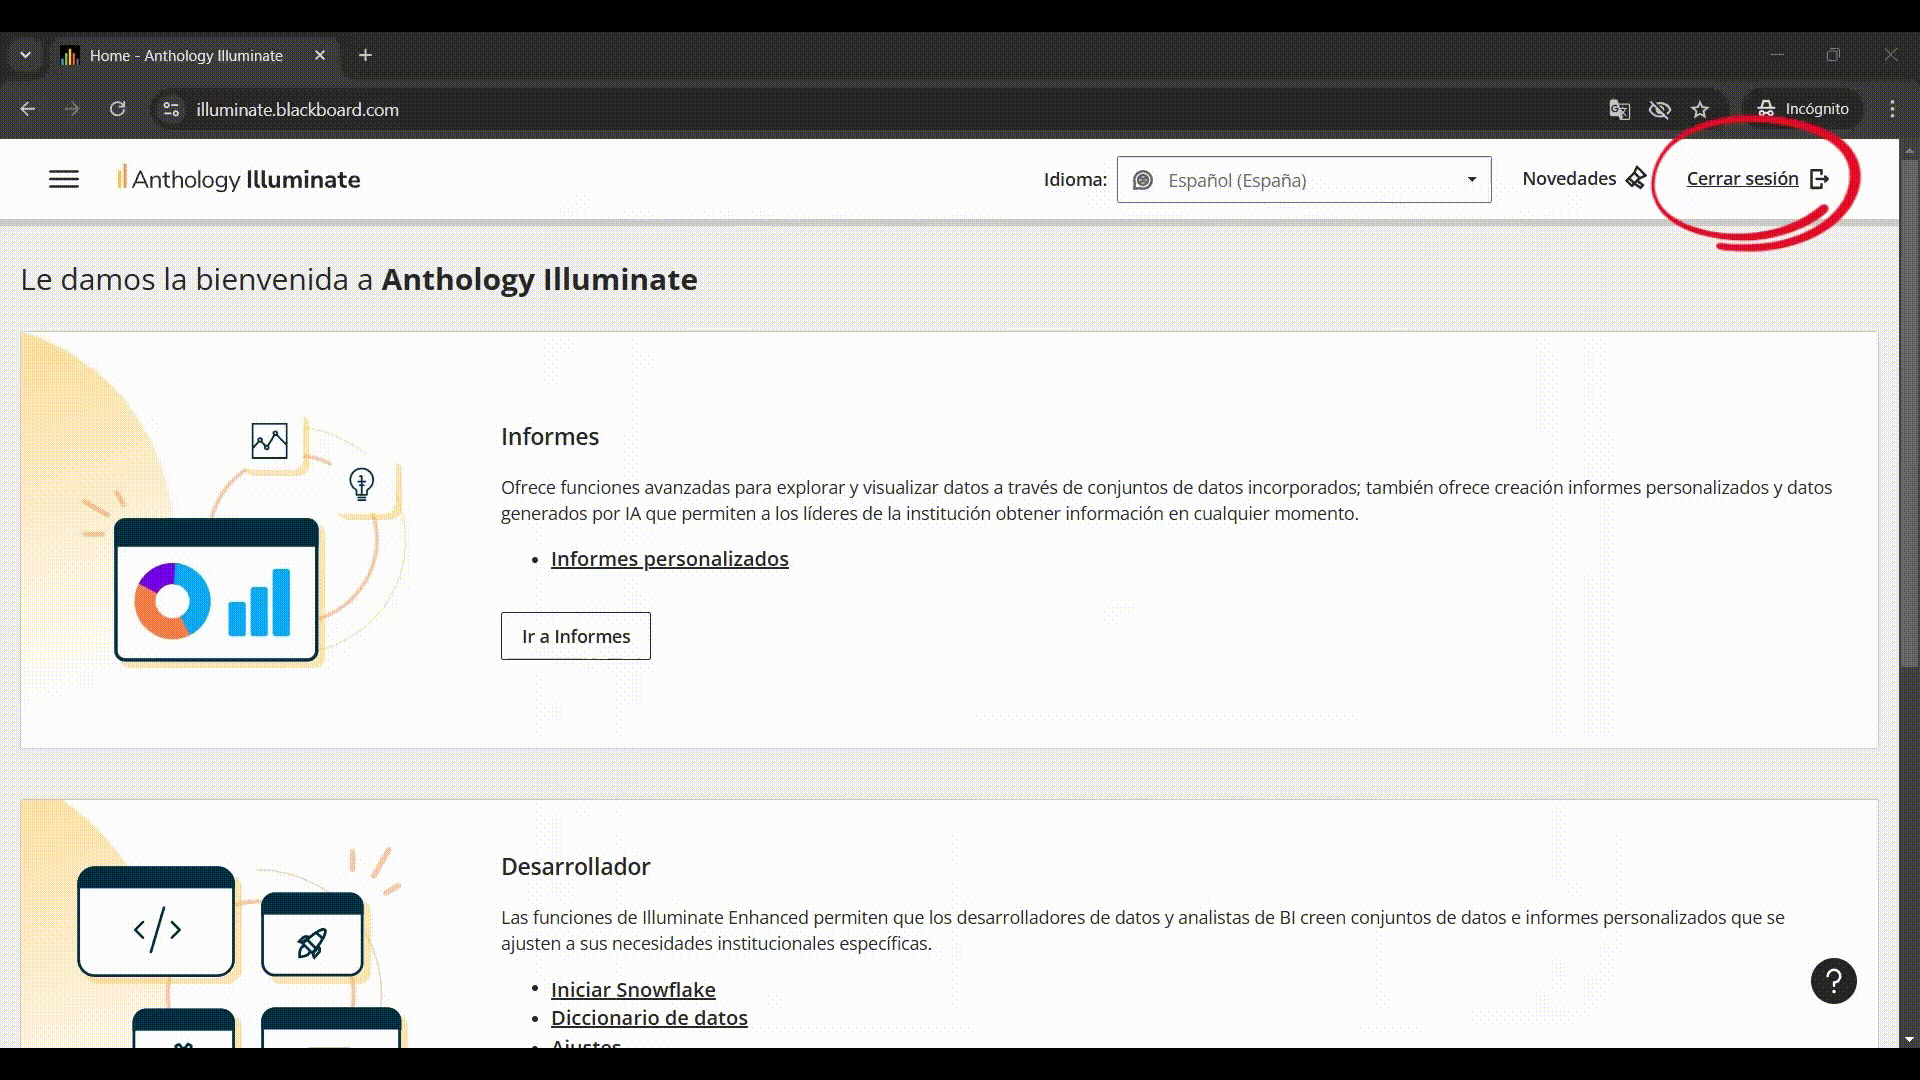 Home - Anthology Illuminate
illuminate.blackboard.com
Incógnito
Anthology Illuminate
Idioma:
Español (España)
Novedades
Cerrar sesión
Le damos la bienvenida a Anthology Illuminate
Informes
Ofrece funciones avanzadas para explorar y visualizar datos a través de conjuntos de datos incorporados; también ofrece creación informes personalizados y datos
generados por IA que permiten a los líderes de la institución obtener información en cualquier momento.
• Informes personalizados
Ir a Informes
Desarrollador
Las funciones de Illuminate Enhanced permiten que los desarrolladores de datos y analistas de BI creen conjuntos de datos e informes personalizados que se
ajusten a sus necesidades institucionales específicas.
</>
• Iniciar Snowflake
• Diccionario de datos
• Ajustes
?